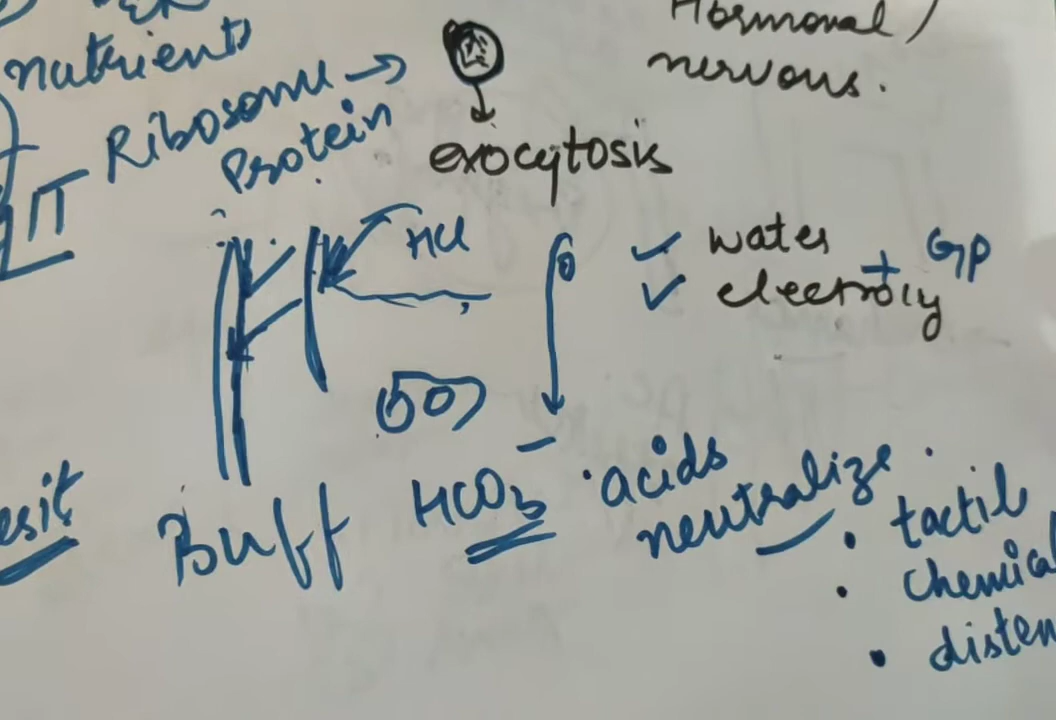 nutrients
Hormonal /
nervous.
Ribosome →
Protein
exocytosis
HCl
✓ water + GP
✓ electroly
Buff HCO3⁻ • acids
neutralize
• tactil
• Chemical
• disten